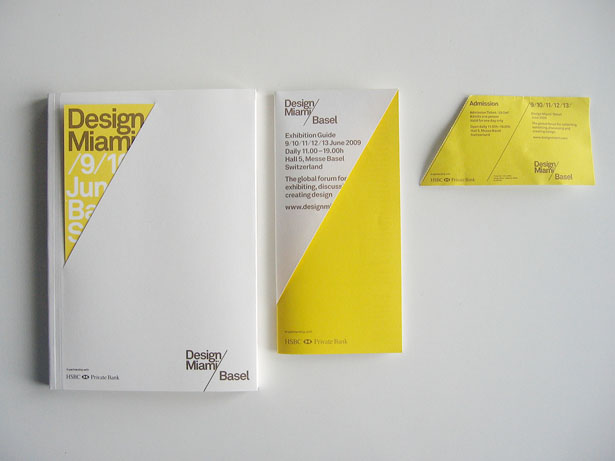 Design
Miami
/9/1
Jun
Ba
S
HSBC Private Bank
Design/
Miami/
/Basel
Design/
Miami/
/Basel
Exhibition Guide
9/10/11/12/13 June 2009
Daily 11.00–19.00h
Hall 5, Messe Basel
Switzerland
The global forum for
exhibiting, discuss
creating design
www.designm
HSBC Private Bank
Admission
9/10/11/12/13/
Design/
Miami/
/Basel
HSBC Private Bank